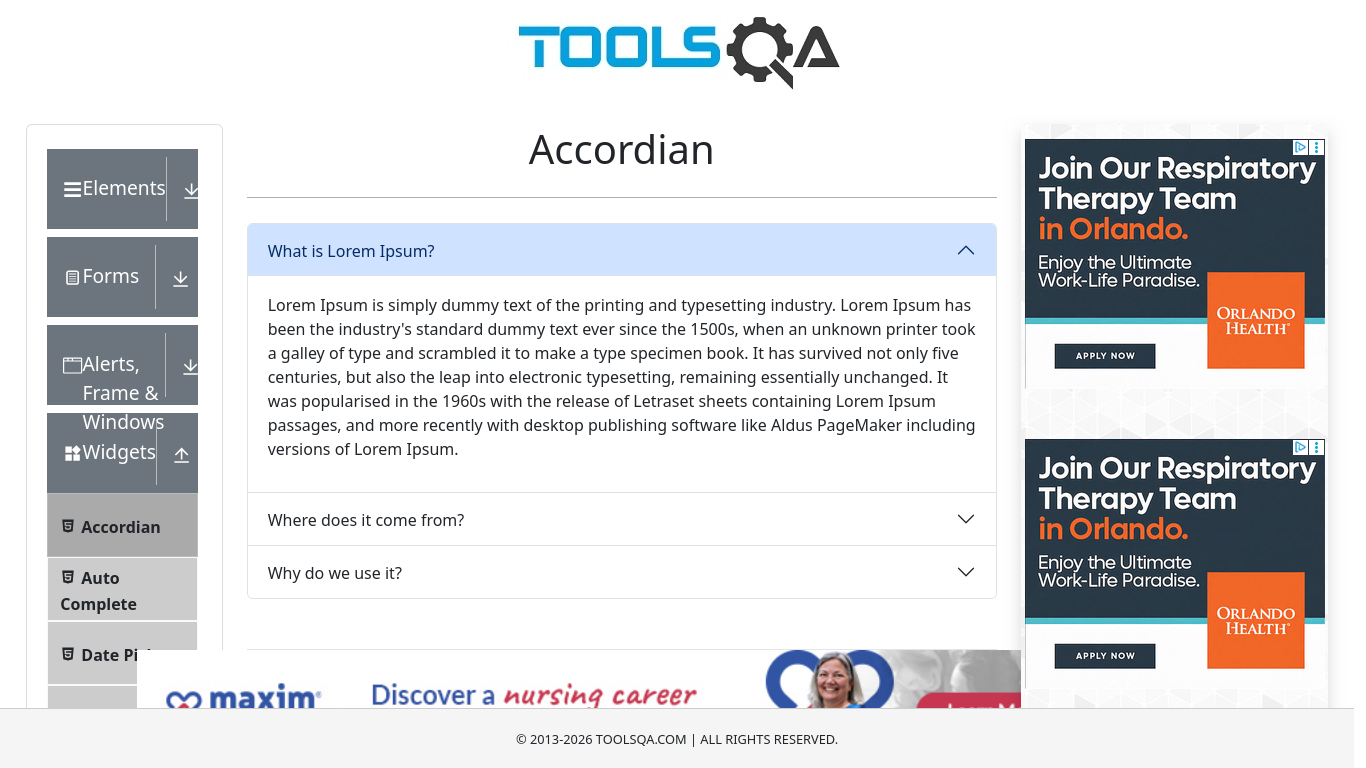 TOOLSQA
Accordian
Elements
Forms
Alerts,
Frame &
Windows
Widgets
Accordian
Auto
Complete
Date
What is Lorem Ipsum?
Lorem Ipsum is simply dummy text of the printing and typesetting industry. Lorem Ipsum has
been the industry's standard dummy text ever since the 1500s, when an unknown printer took
a galley of type and scrambled it to make a type specimen book. It has survived not only five
centuries, but also the leap into electronic typesetting, remaining essentially unchanged. It
was popularised in the 1960s with the release of Letraset sheets containing Lorem Ipsum
passages, and more recently with desktop publishing software like Aldus PageMaker including
versions of Lorem Ipsum.
Where does it come from?
Why do we use it?
Join Our Respiratory
Therapy Team
in Orlando.
Enjoy the Ultimate
Work-Life Paradise.
ORLANDO
HEALTH®
APPLY NOW
Join Our Respiratory
Therapy Team
in Orlando.
Enjoy the Ultimate
Work-Life Paradise.
ORLANDO
HEALTH®
APPLY NOW
maxim
Discover a nursing career
© 2013-2026 TOOLSQA.COM | ALL RIGHTS RESERVED.